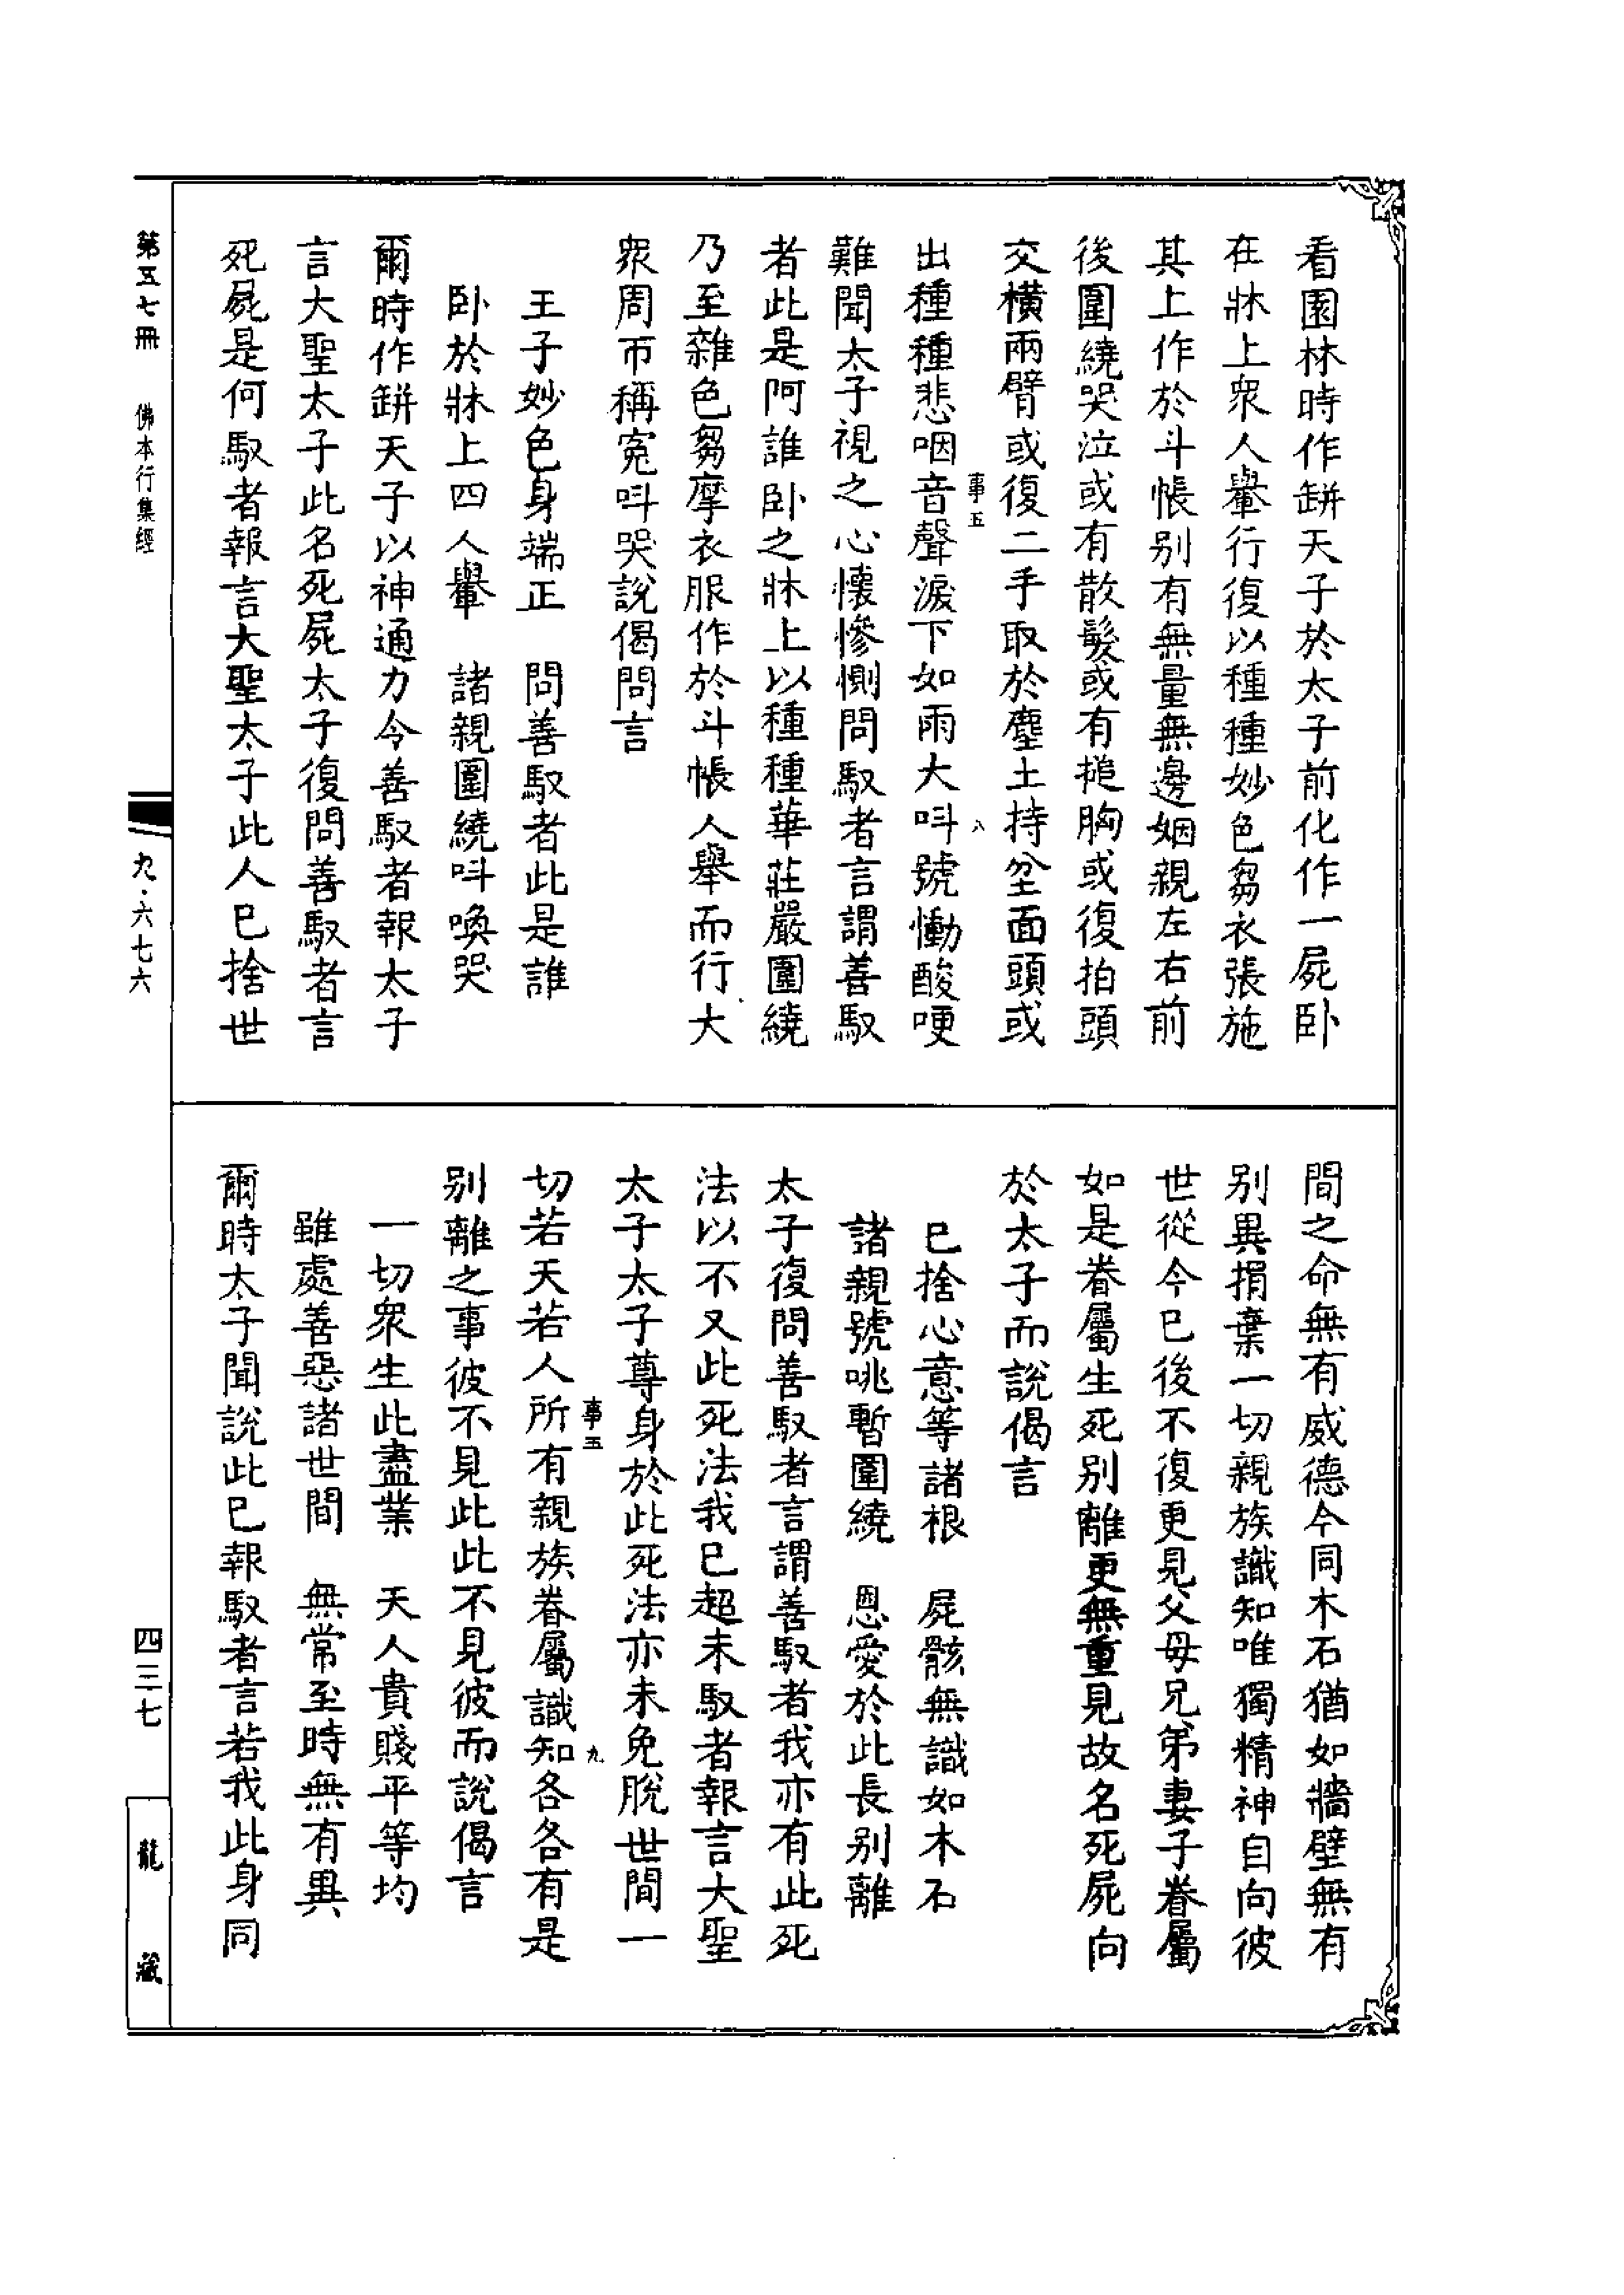 看園林時作缾天子於太子前化作一屍卧
在牀上衆人轝行復以種種妙色芻衣張施
其上作於斗帳别有無量無邊姻親左右前
後圍繞哭泣或有散髮或有搥胸或復拍頭
交橫兩臂或復二手取於塵土持坌面頭或
出種種悲咽音聲淚下如雨大呌號慟酸哽
事五
八
難聞太子視之心懷慘惻問馭者言謂善馭
者此是阿誰卧之牀上以種種華莊嚴圍繞
乃至雜色芻摩衣服作於斗帳人舉而行大
衆周帀稱寃呌哭說偈問言
王子妙色身端正　問善馭者此是誰
卧於牀上四人轝　諸親圍繞呌喚哭
爾時作缾天子以神通力令善馭者報太子
言大聖太子此名死屍太子復問善馭者言
死屍是何馭者報言大聖太子此人已捨世
間之命無有威德今同木石猶如牆壁無有
别異捐棄一切親族識知唯獨精神自向彼
世從今已後不復更見父母兄弟妻子眷屬
如是眷屬生死别離更無重見故名死屍向
於太子而說偈言
已捨心意等諸根　屍骸無識如木石
諸親號咷暫圍繞　恩愛於此長别離
太子復問善馭者言謂善馭者我亦有此死
法以不又此死法我已超未馭者報言大聖
太子太子尊身於此死法亦未免脫世間一
事五
九
切若天若人所有親族眷屬識知各各有是
别離之事彼不見此此不見彼而說偈言
一切衆生此盡業　天人貴賤平等均
雖處善惡諸世間　無常至時無有異
爾時太子聞說此已報馭者言若我此身同
第五七冊　佛本行集經
九·六七六
四三七
龍藏